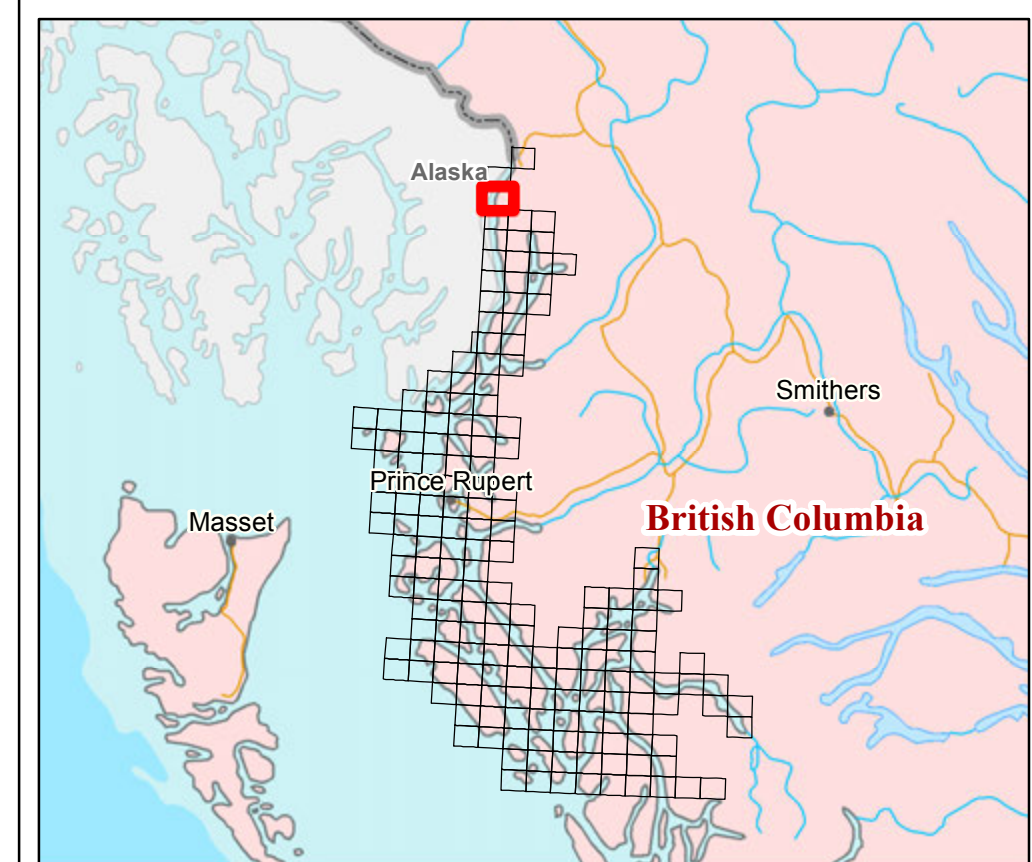 Alaska
Smithers
Prince Rupert
British Columbia
Masset